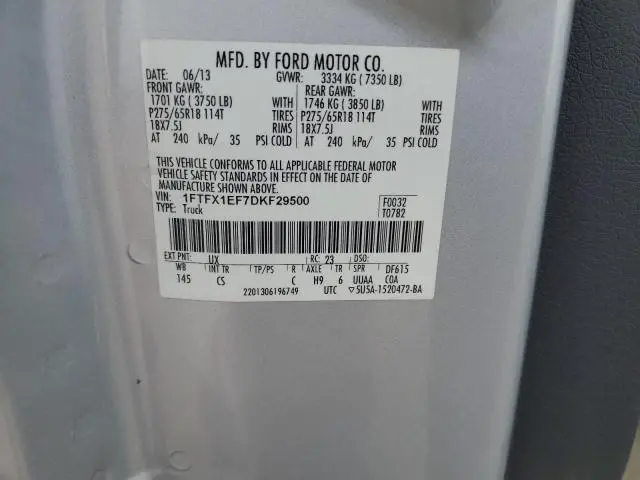 MFD. BY FORD MOTOR CO.
DATE: 06/13 GVWR: 3334 KG ( 7350 LB)
FRONT GAWR: REAR GAWR:
1701 KG ( 3750 LB) WITH 1746 KG ( 3850 LB) WITH
P275/65R18 114T TIRES P275/65R18 114T TIRES
18X7.5J RIMS 18X7.5J RIMS
AT 240 kPa/ 35 PSI COLD AT 240 kPa/ 35 PSI COLD
THIS VEHICLE CONFORMS TO ALL APPLICABLE FEDERAL MOTOR
VEHICLE SAFETY STANDARDS IN EFFECT ON THE DATE OF
MANUFACTURE SHOWN ABOVE.
VIN: 1FTFX1EF7DKF29500 F0032
TYPE: Truck T0782
EXT PNT: UX RC: 23 DSO:
WB INT TR TP/PS R AXLE TR SPR DF615
145 CS C H9 6 UUAA COA
2201306196749 UTC ▽5U5A-1520472-BA